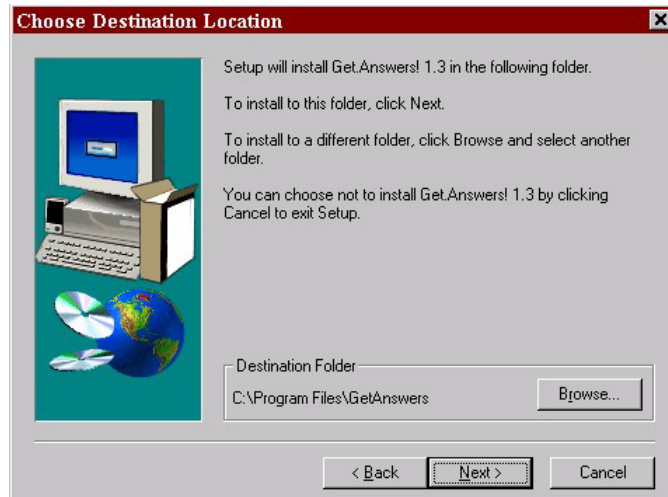 Choose Destination Location
Setup will install Get.Answers! 1.3 in the following folder.
To install to this folder, click Next.
To install to a different folder, click Browse and select another
folder.
You can choose not to install Get.Answers! 1.3 by clicking
Cancel to exit Setup.
Destination Folder
C:\Program Files\GetAnswers
Browse...
< Back
Next >
Cancel